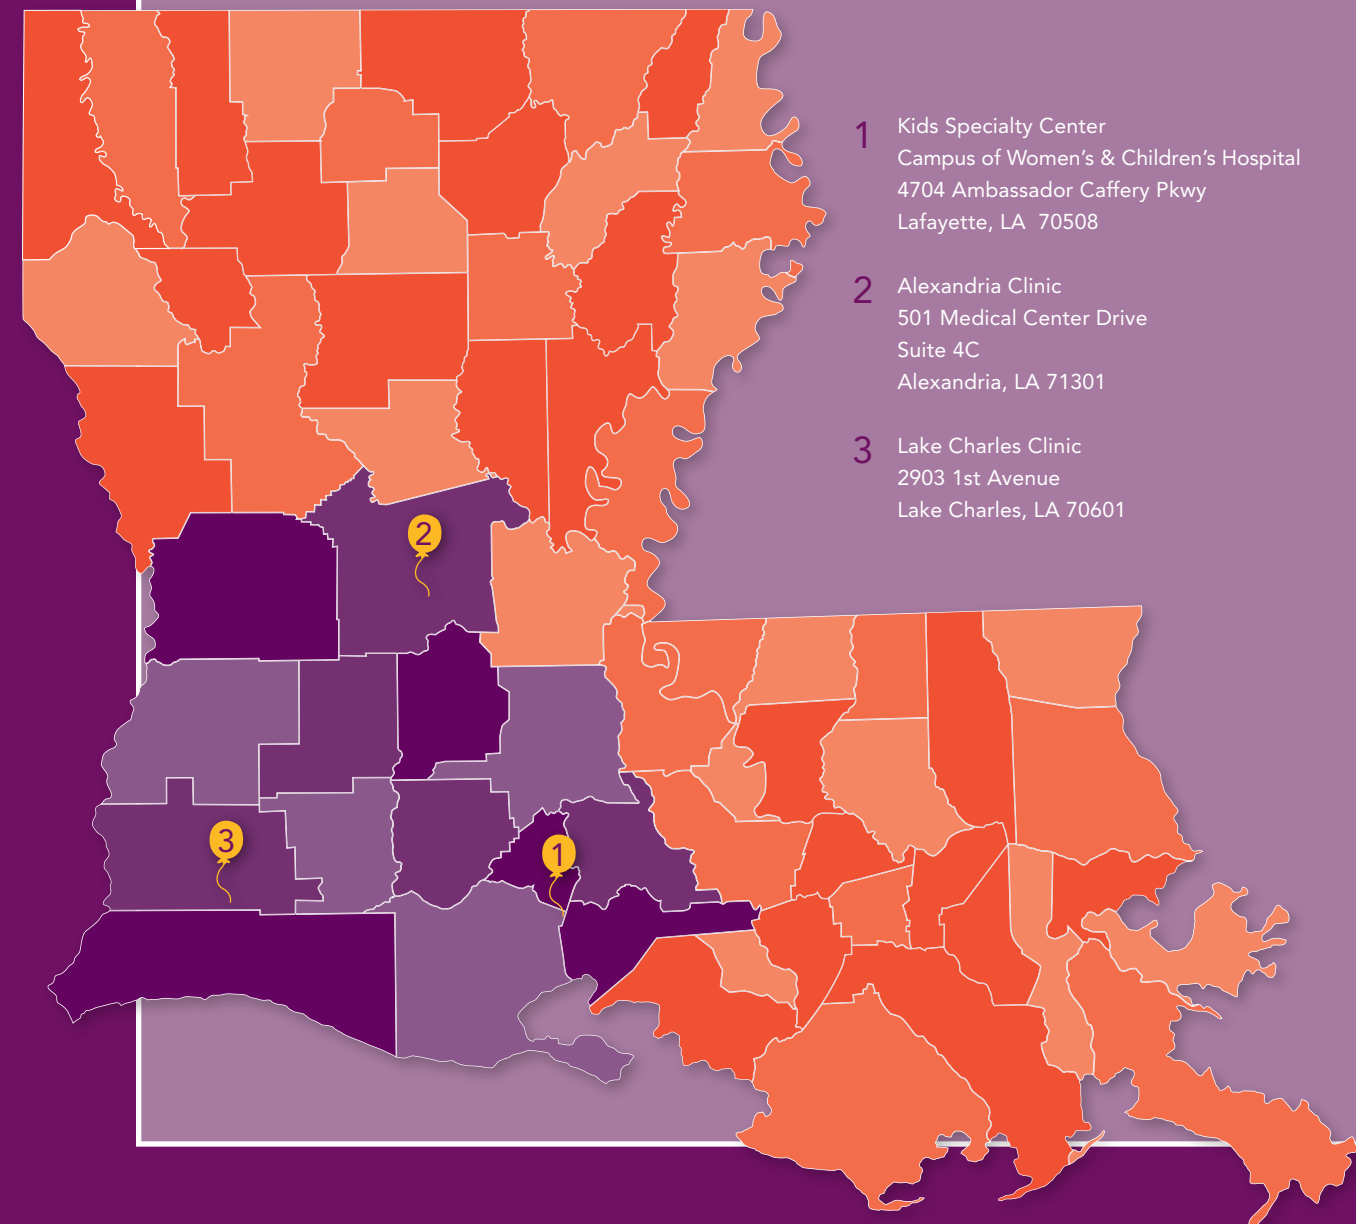 1
Kids Specialty Center
Campus of Women's & Children's Hospital
4704 Ambassador Caffery Pkwy
Lafayette, LA  70508
2
Alexandria Clinic
501 Medical Center Drive
Suite 4C
Alexandria, LA 71301
3
Lake Charles Clinic
2903 1st Avenue
Lake Charles, LA 70601
2
3
1